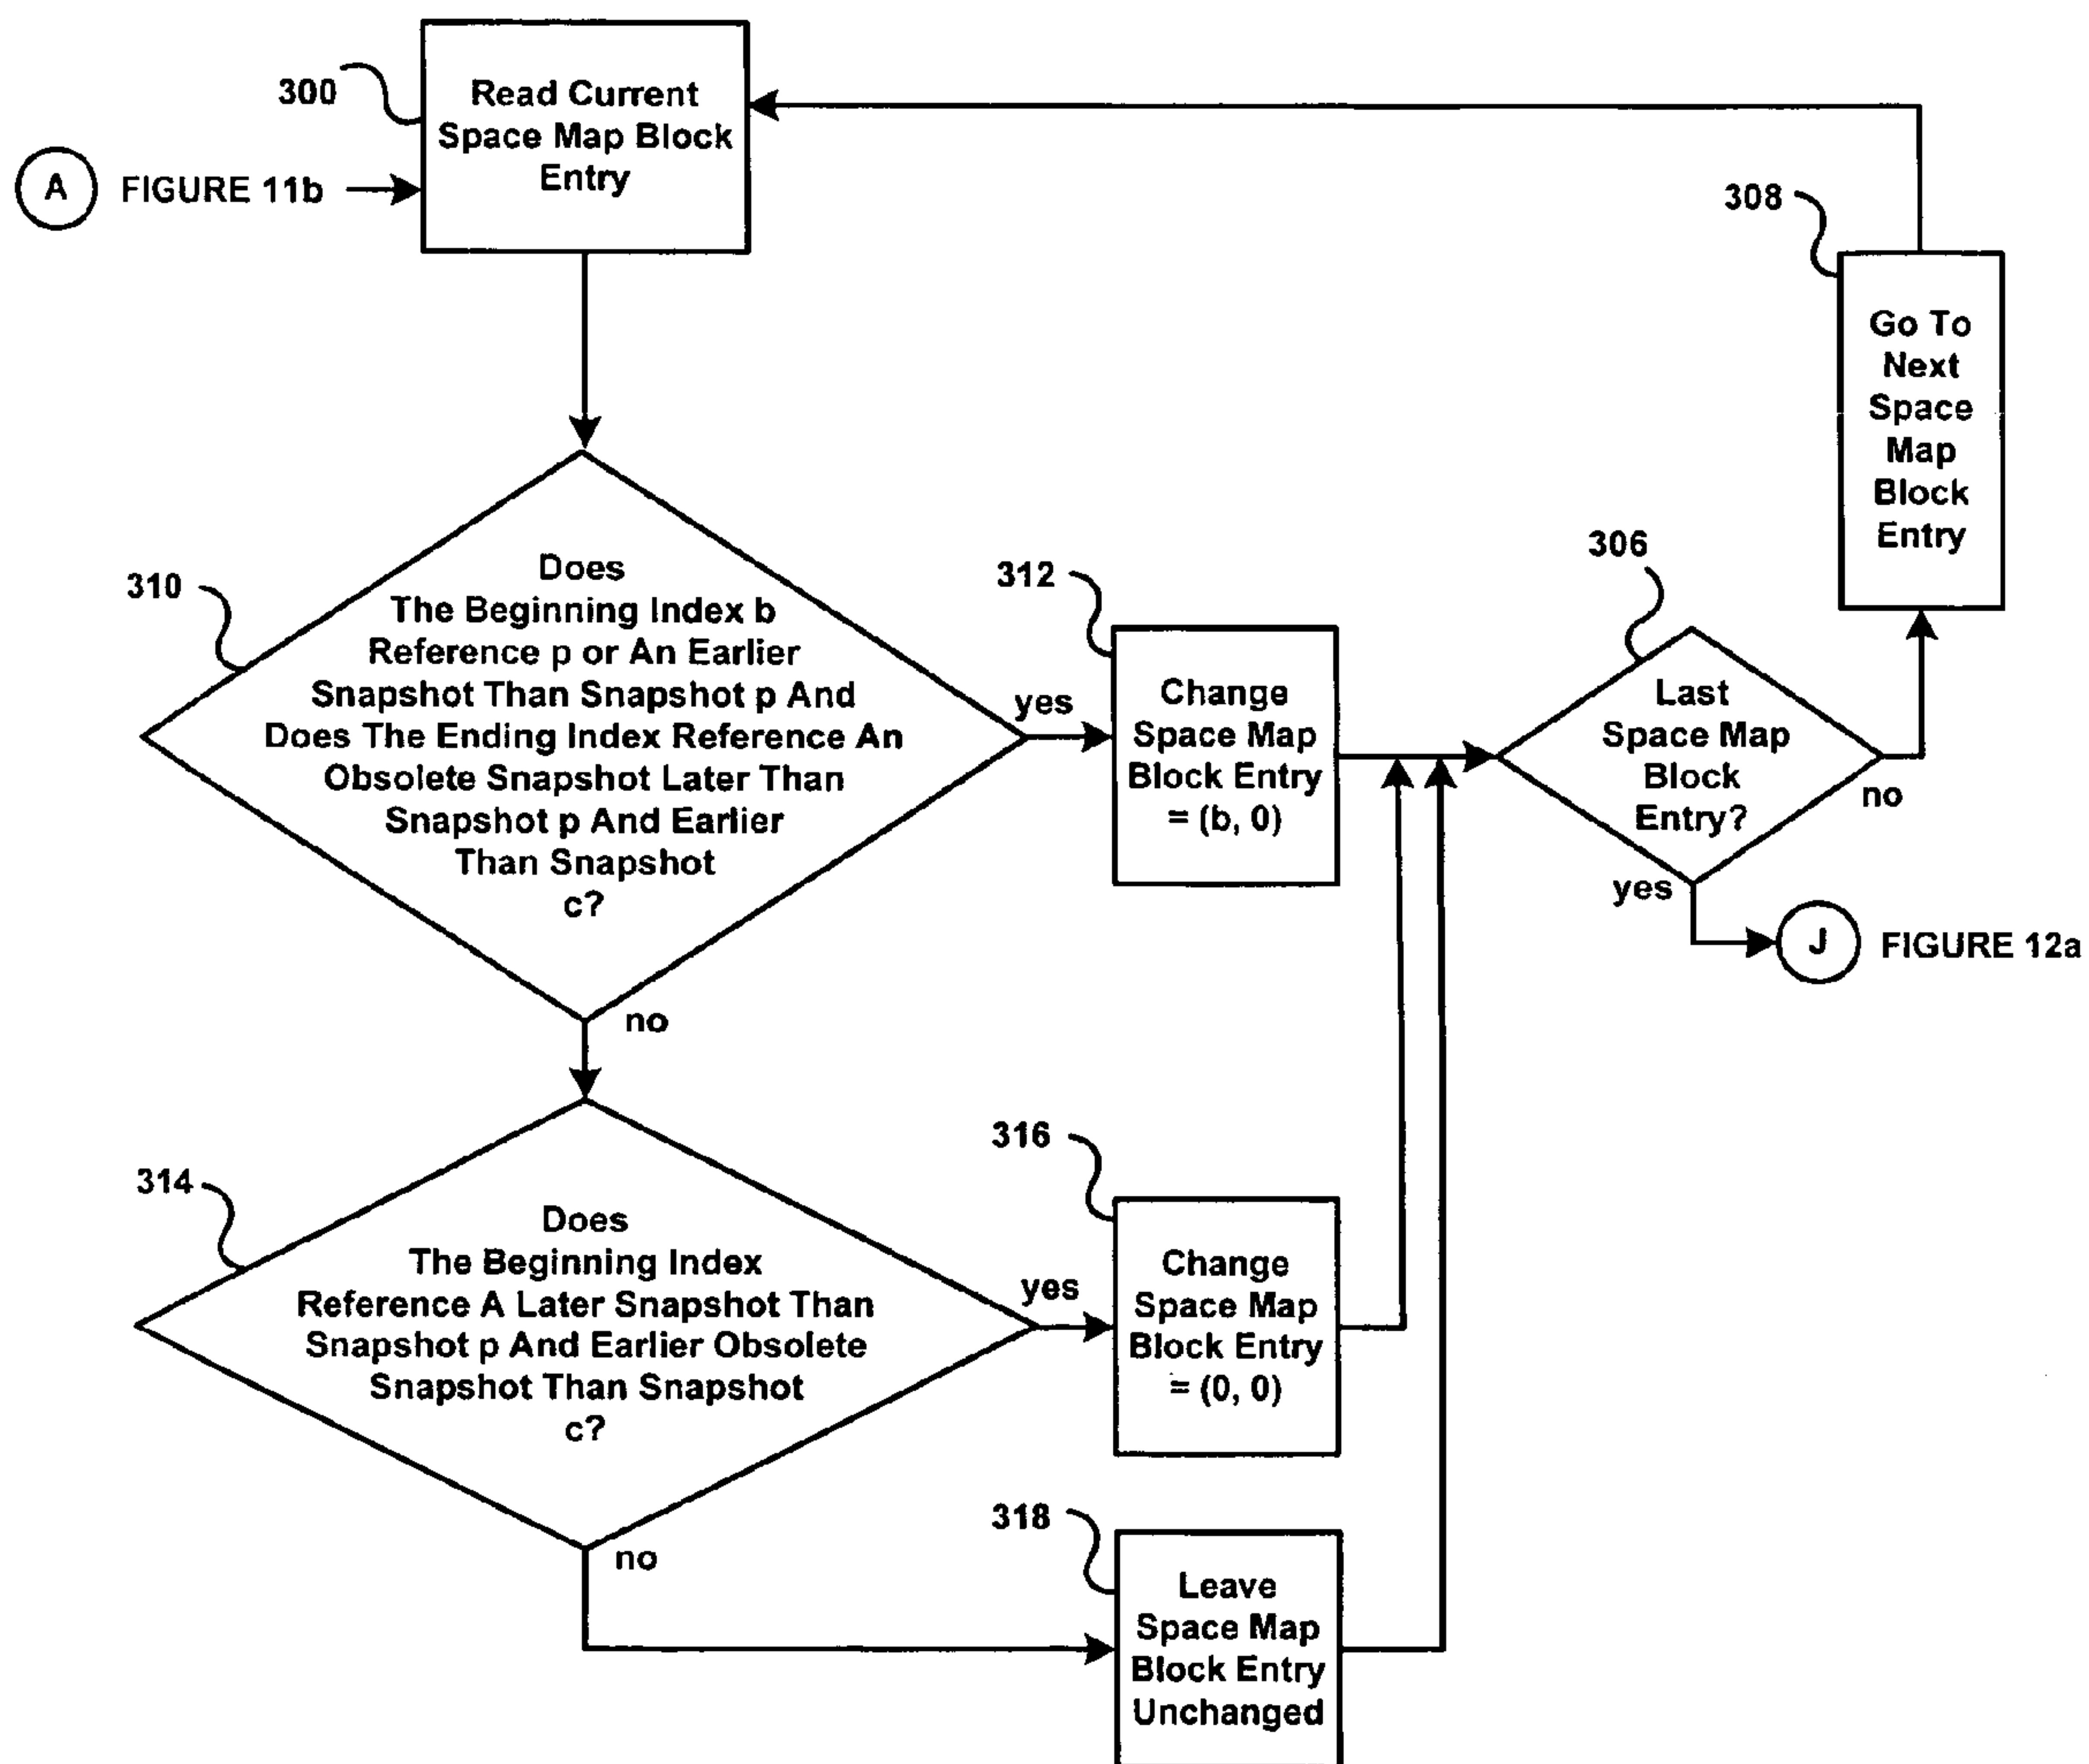 300
Read Current
Space Map Block
Entry
A
FIGURE 11b
308
Go To
Next
Space
Map
Block
Entry
310
Does
The Beginning Index b
Reference p or An Earlier
Snapshot Than Snapshot p And
Does The Ending Index Reference An
Obsolete Snapshot Later Than
Snapshot p And Earlier
Than Snapshot
c?
yes
no
312
Change
Space Map
Block Entry
= (b, 0)
306
Last
Space Map
Block
Entry?
no
yes
J
FIGURE 12a
314
Does
The Beginning Index
Reference A Later Snapshot Than
Snapshot p And Earlier Obsolete
Snapshot Than Snapshot
c?
yes
no
316
Change
Space Map
Block Entry
= (0, 0)
318
Leave
Space Map
Block Entry
Unchanged